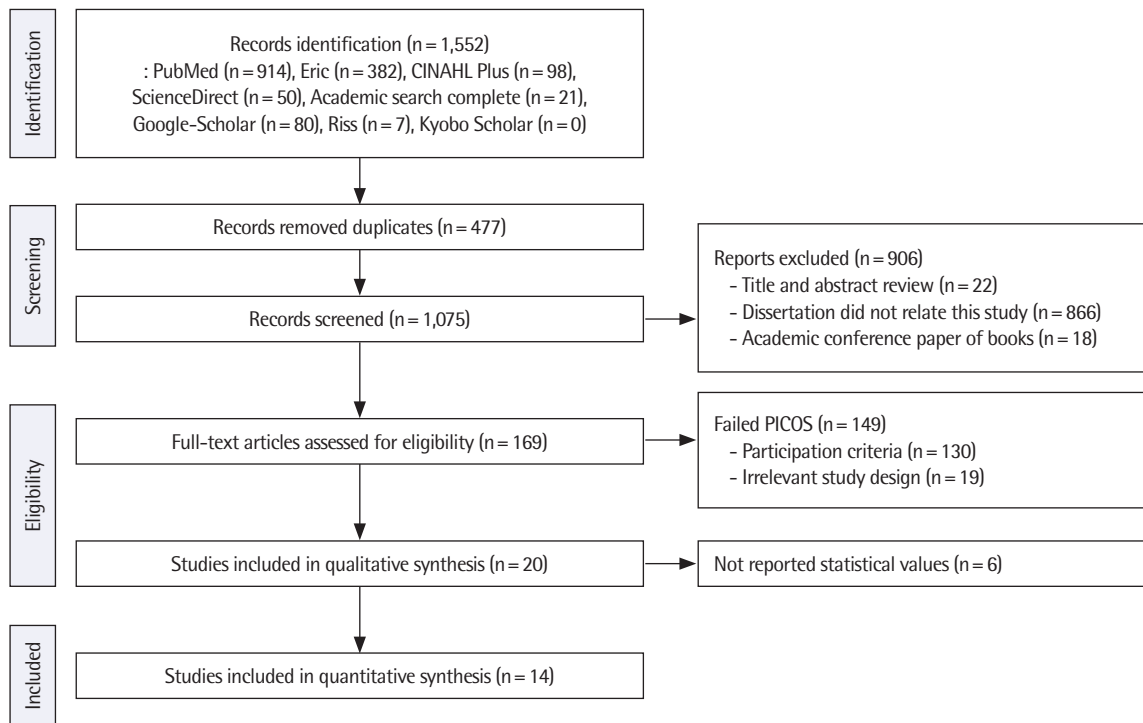 Identification
Records identification (n = 1,552)
: PubMed (n = 914), Eric (n = 382), CINAHL Plus (n = 98),
ScienceDirect (n = 50), Academic search complete (n = 21),
Google-Scholar (n = 80), Riss (n = 7), Kyobo Scholar (n = 0)
Screening
Records removed duplicates (n = 477)
Records screened (n = 1,075)
Reports excluded (n = 906)
- Title and abstract review (n = 22)
- Dissertation did not relate this study (n = 866)
- Academic conference paper of books (n = 18)
Eligibility
Full-text articles assessed for eligibility (n = 169)
Failed PICOS (n = 149)
- Participation criteria (n = 130)
- Irrelevant study design (n = 19)
Studies included in qualitative synthesis (n = 20)
Not reported statistical values (n = 6)
Included
Studies included in quantitative synthesis (n = 14)